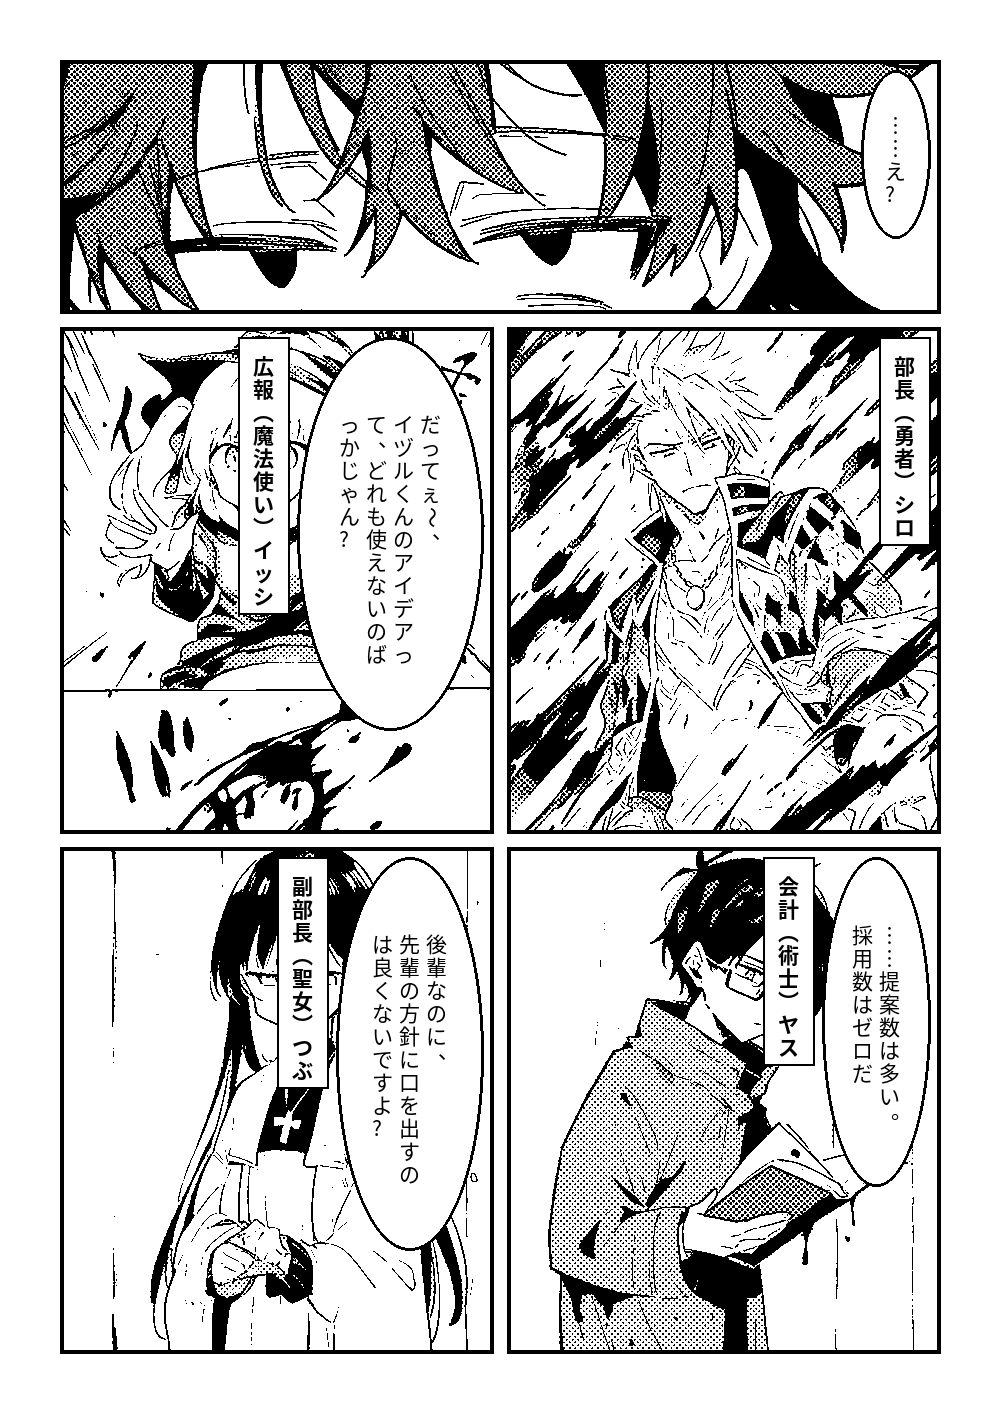 ……え?
部長（勇者）シロ
だってぇ〜、
イヅルくんのアイデアっ
て、どれも使えないのば
っかじゃん?
広報（魔法使い）イッシ
……提案数は多い。
採用数はゼロだ
会計（術士）ヤス
後輩なのに、
先輩の方針に口を出すの
は良くないですよ?
副部長（聖女）つぶ